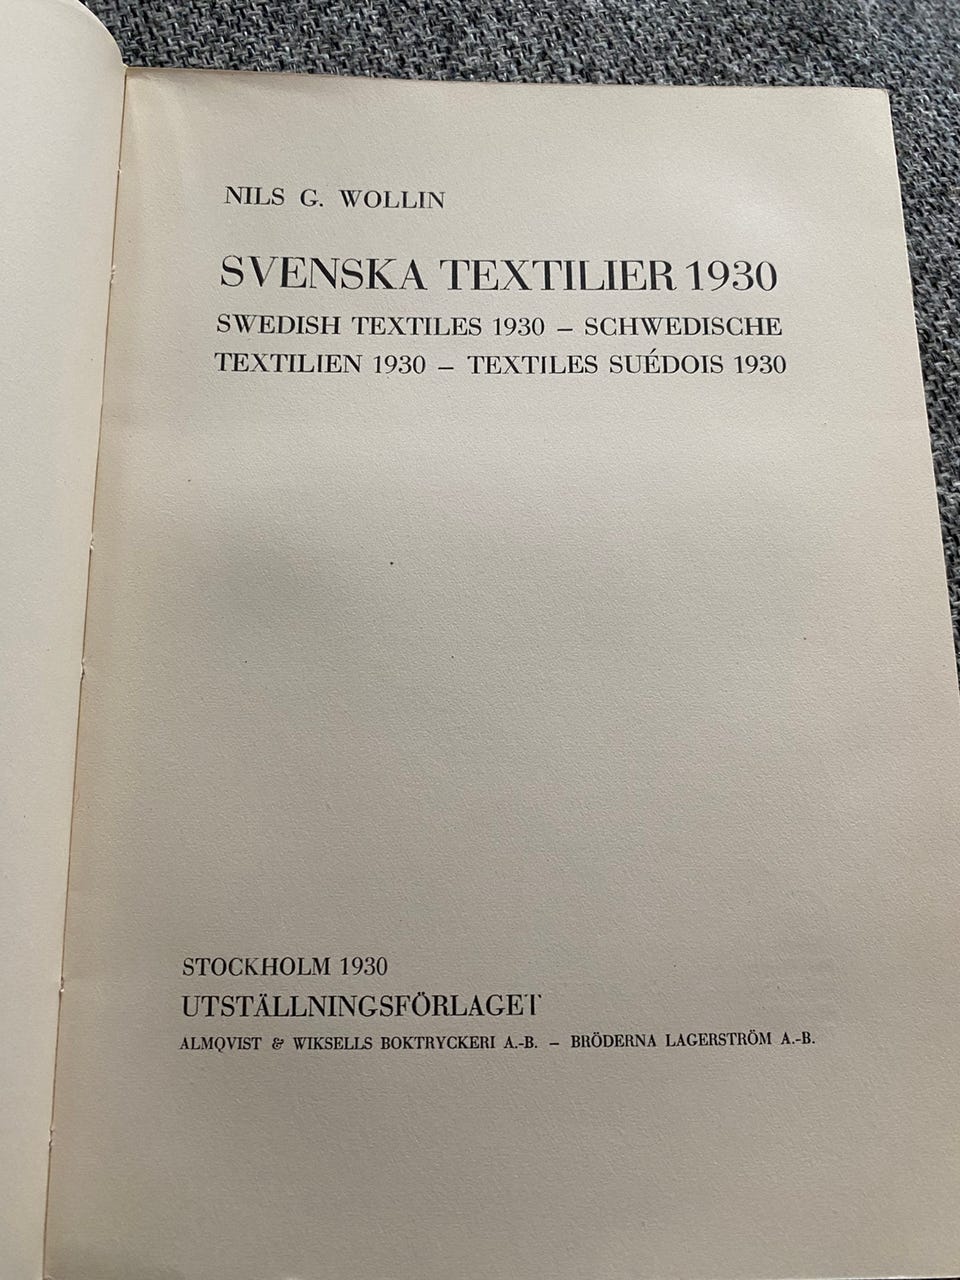 NILS G. WOLLIN
SVENSKA TEXTILIER 1930
SWEDISH TEXTILES 1930 – SCHWEDISCHE
TEXTILIEN 1930 – TEXTILES SUÉDOIS 1930
STOCKHOLM 1930
UTSTÄLLNINGSFÖRLAGET
ALMQVIST & WIKSELLS BOKTRYCKERI A.-B. – BRÖDERNA LAGERSTRÖM A.-B.